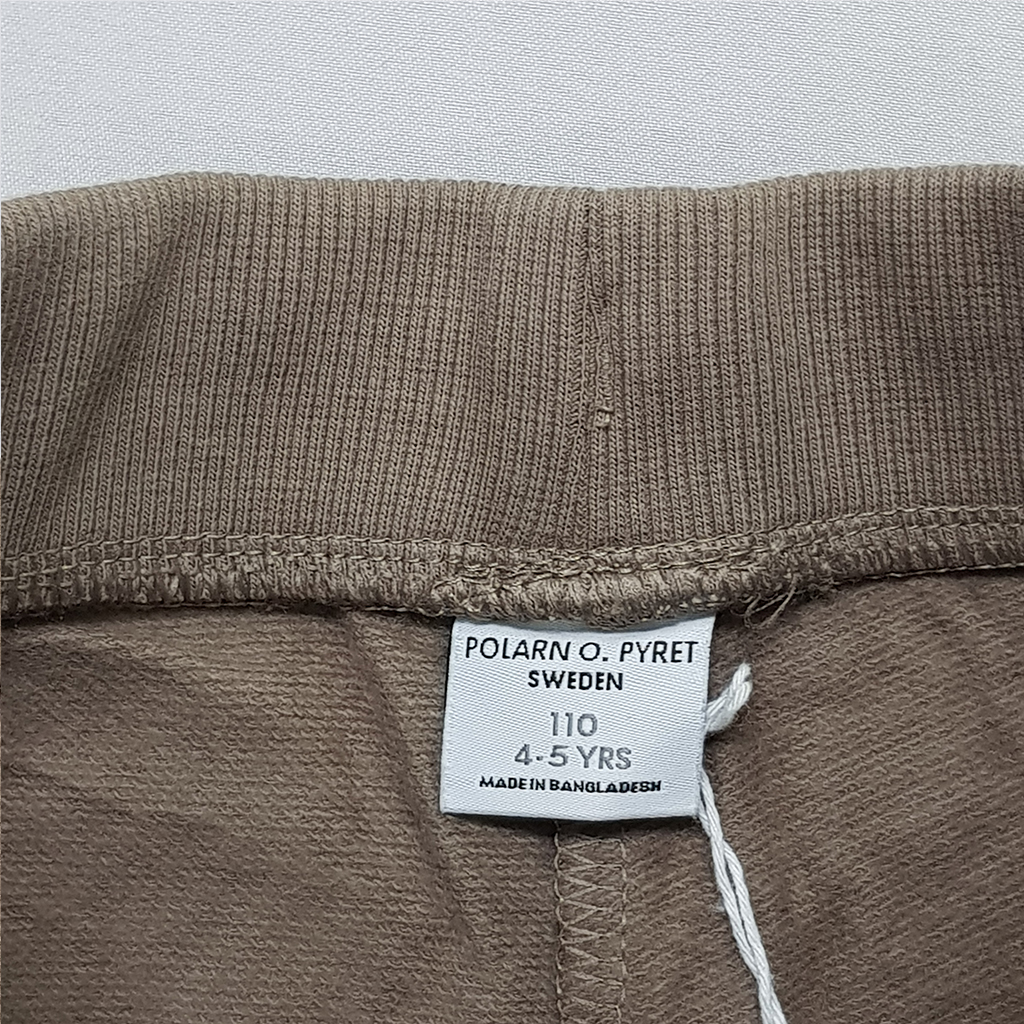 POLARN O. PYRET
SWEDEN
110
4-5 YRS
MADE IN BANGLADESH